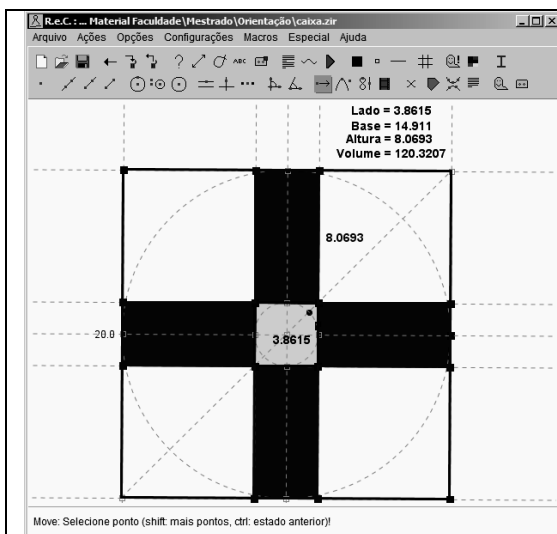 R.e.C. : ... Material Faculdade\Mestrado\Orientação\caixa.zir
Arquivo Ações Opções Configurações Macros Especial Ajuda
ABC
Lado = 3.8615
Base = 14.911
Altura = 8.0693
Volume = 120.3207
8.0693
20.0
3.8615
Move: Selecione ponto (shift: mais pontos, ctrl: estado anterior)!